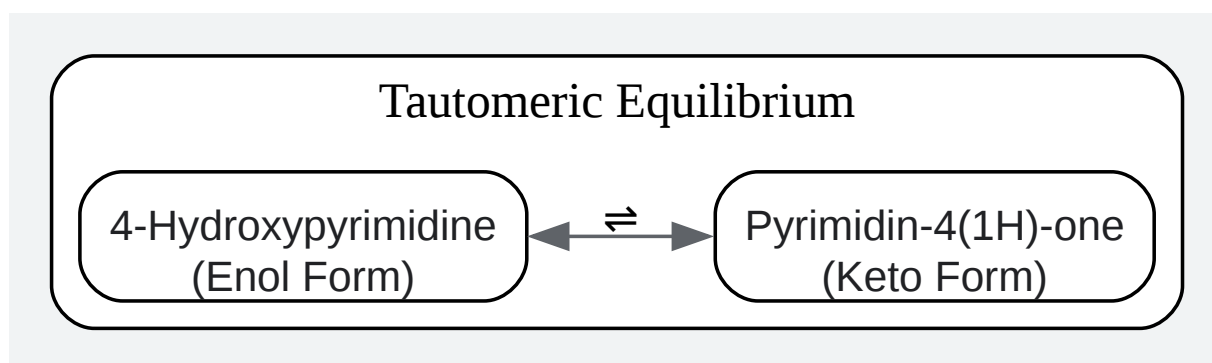 Tautomeric Equilibrium
4-Hydroxypyrimidine
(Enol Form)
⇌
Pyrimidin-4(1H)-one
(Keto Form)